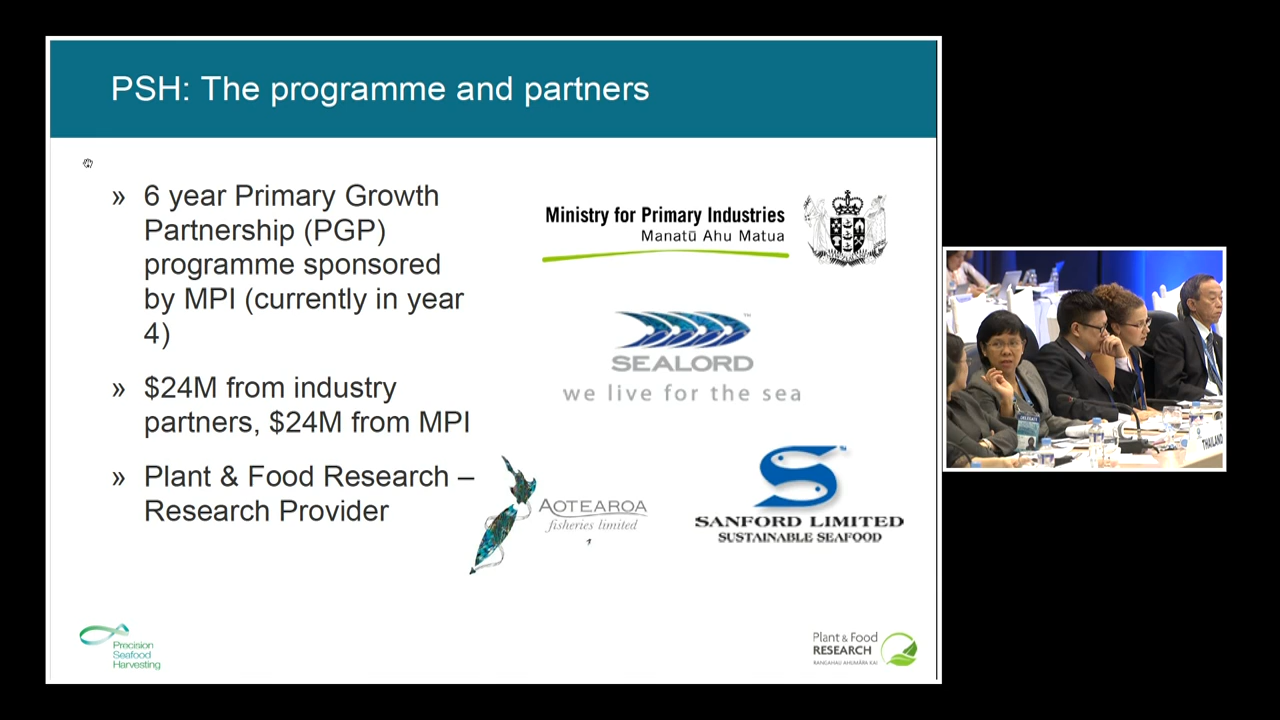 PSH: The programme and partners
» 6 year Primary Growth
Partnership (PGP)
programme sponsored
by MPI (currently in year
4)
» $24M from industry
partners, $24M from MPI
» Plant & Food Research –
Research Provider
Ministry for Primary Industries
Manatū Ahu Matua
SEALORD
™
we live for the sea
AOTEAROA
fisheries limited
SANFORD LIMITED
SUSTAINABLE SEAFOOD
Precision
Seafood
Harvesting
Plant & Food
RESEARCH
RANGAHAU AHUMĀRA KAI
THAILAND
DELEGATE